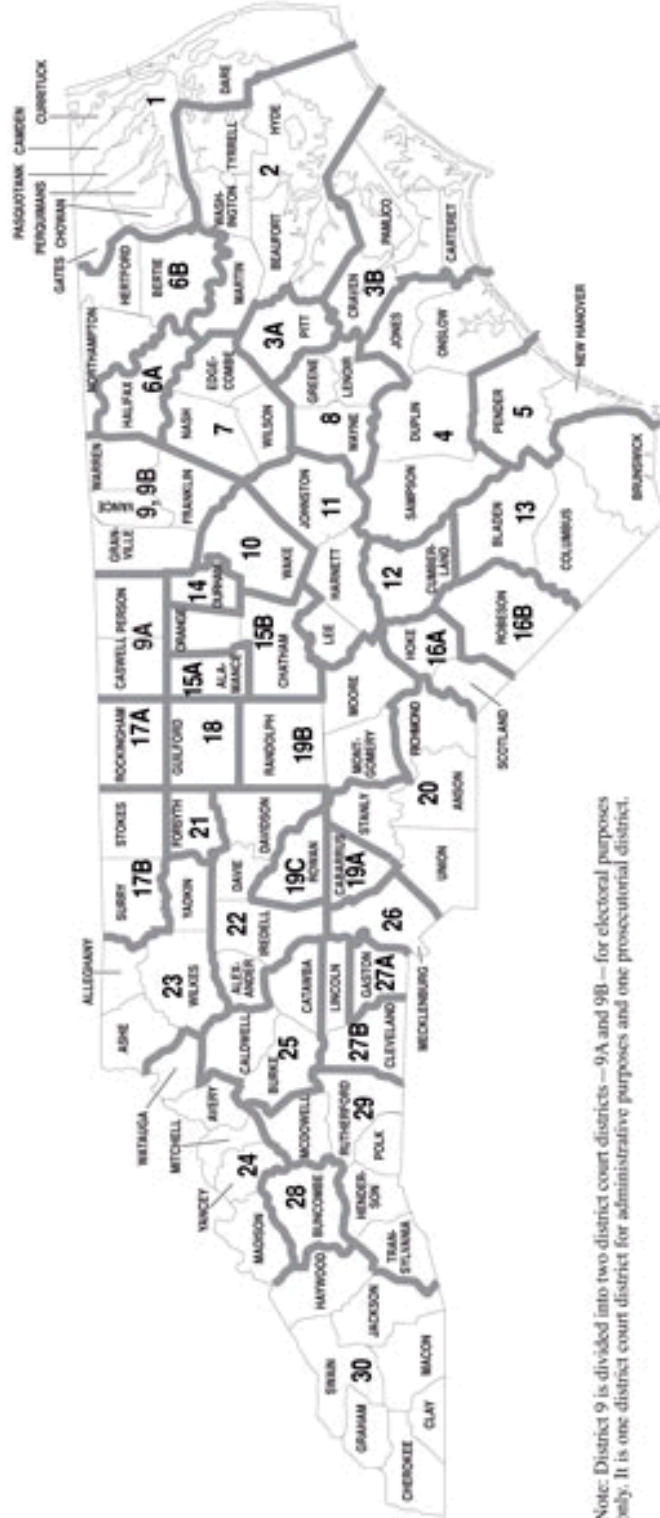 ALLEGHANY
ASHE
WATAUGA
MITCHELL
YANCEY
AVERY
24
MADISON
SURRY
STOKES
17B
ROCKINGHAM
17A
CASWELL
PERSON
9A
GRAN-
VILLE
VANCE
WARREN
9, 9B
FRANKLIN
NORTHAMPTON
HALIFAX
6A
GATES
CHOWAN
PERQUIMANS
PASQUOTANK
CAMDEN
CURRITUCK
1
HERTFORD
BERTIE
6B
23
WILKES
YADKIN
FORSYTH
21
GUILFORD
18
15A
ALA-
MANCE
ORANGE
14
DURHAM
10
WAKE
NASH
7
EDGE-
COMBE
WILSON
MARTIN
WASH-
INGTON
TYRRELL
DARE
2
HYDE
BEAUFORT
3A
PITT
CALDWELL
ALEX-
ANDER
22
IREDELL
DAVIE
DAVIDSON
RANDOLPH
19B
15B
CHATHAM
JOHNSTON
11
8
WAYNE
GREENE
LENOIR
CRAVEN
3B
PAMLICO
CARTERET
JONES
ONSLOW
BURKE
25
CATAWBA
19C
ROWAN
CABARRUS
19A
STANLY
MONT-
GOMERY
MOORE
LEE
HARNETT
12
CUMBER-
LAND
SAMPSON
DUPLIN
4
28
BUNCOMBE
MCDOWELL
RUTHERFORD
29
POLK
HENDER-
SON
TRAN-
SYLVANIA
HAYWOOD
JACKSON
SWAIN
30
GRAHAM
MACON
CLAY
CHEROKEE
LINCOLN
GASTON
27A
27B
CLEVELAND
26
MECKLENBURG
UNION
20
ANSON
RICHMOND
SCOTLAND
HOKE
16A
ROBESON
16B
BLADEN
13
COLUMBUS
BRUNSWICK
PENDER
5
NEW HANOVER
Note: District 9 is divided into two district court districts—9A and 9B—for electoral purposes
only. It is one district court district for administrative purposes and one prosecutorial district.